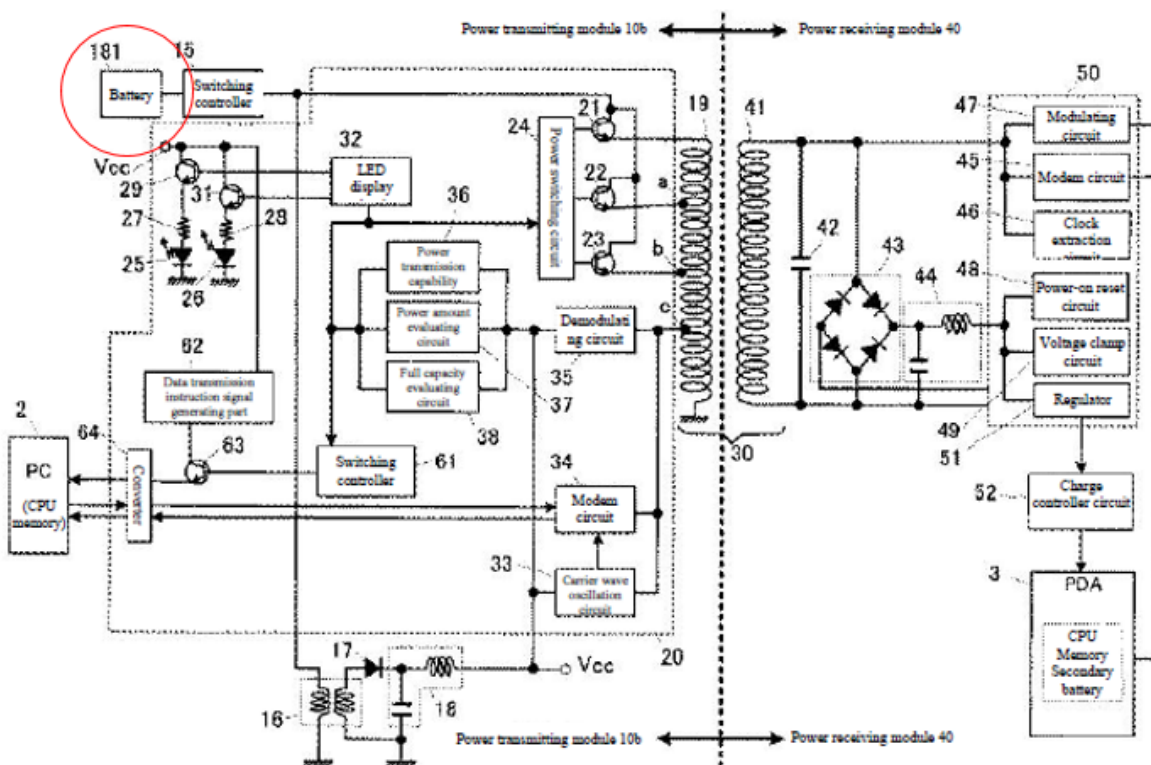 Power transmitting module 10b
Power receiving module 40
181
15
Battery
Switching
controller
Vcc
29
31
27
28
25
26
32
LED
display
24
Power switching circuit
21
22
23
19
a
b
c
41
36
Power
transmission
capability
Power amount
evaluating
circuit
37
Full capacity
evaluating
circuit
38
Demodulati
ng circuit
35
42
43
44
50
47
Modulating
circuit
45
Modem circuit
46
Clock
extraction
circuit
48
Power-on reset
circuit
Voltage clamp
circuit
49
Regulator
51
30
62
Data transmission
instruction signal
generating part
2
PC
(CPU
memory)
64
Converter
63
Switching
controller
61
34
Modem
circuit
33
Carrier wave
oscillation
circuit
52
Charge
controller circuit
3
PDA
CPU
Memory
Secondary
battery
20
17
Vcc
16
18
Power transmitting module 10b
Power receiving module 40